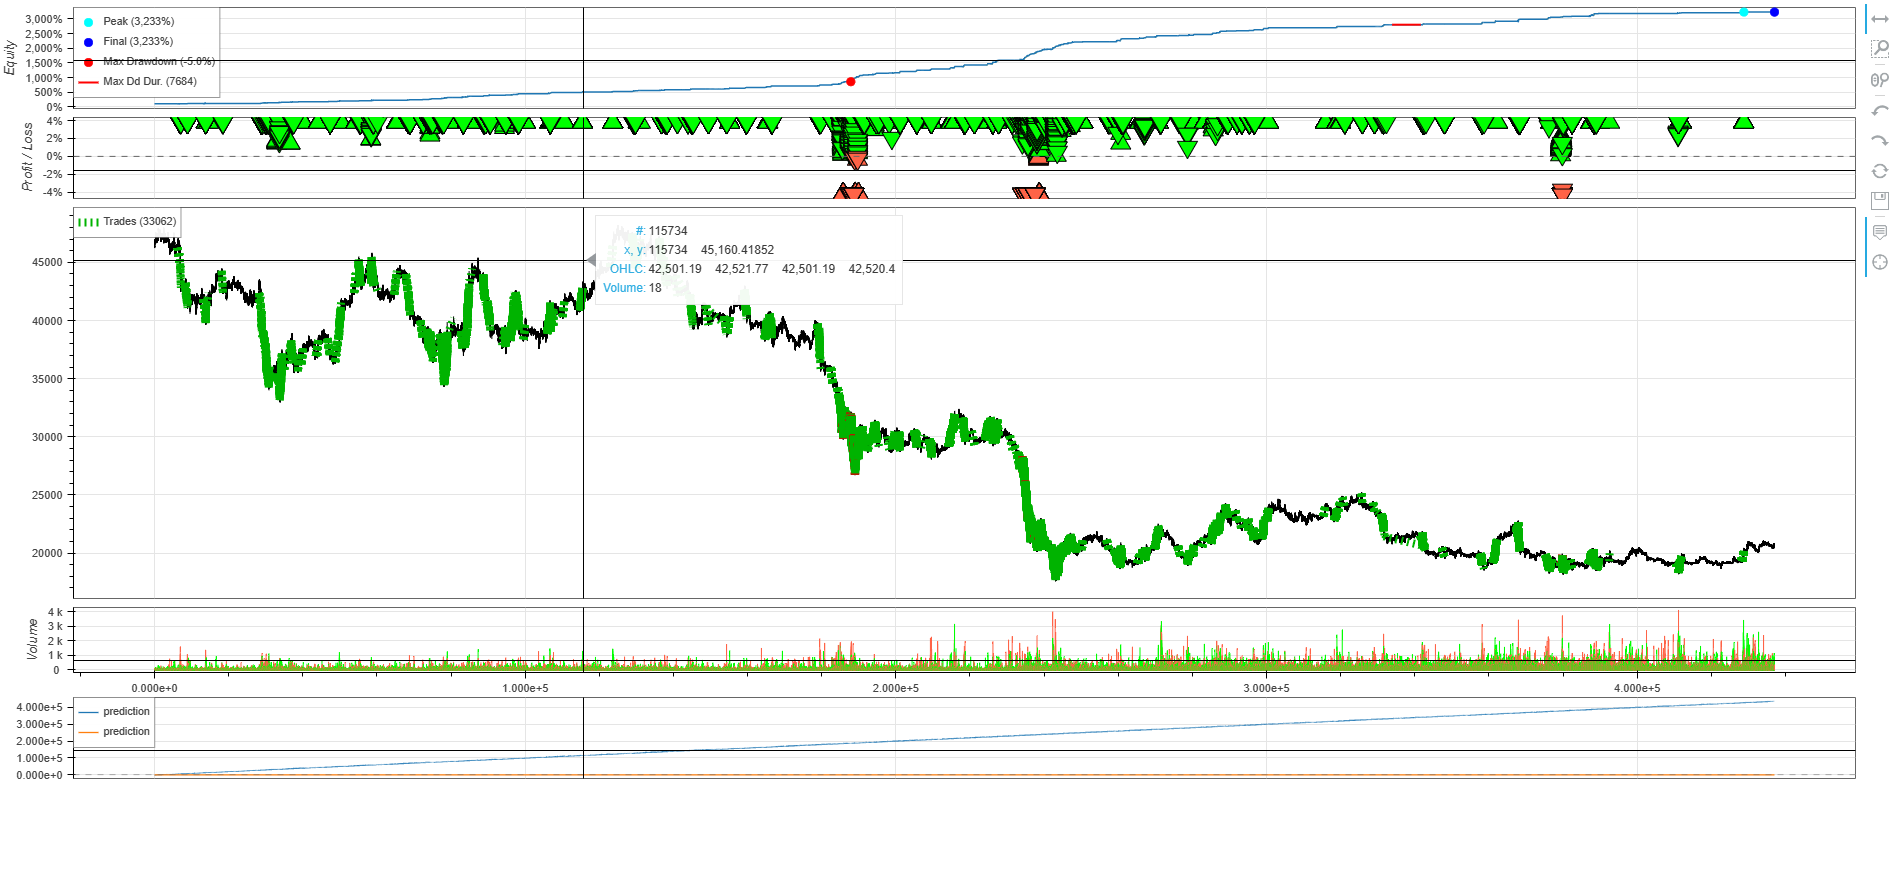 Equity
3,000%
2,500%
2,000%
1,500%
1,000%
500%
0%
Peak (3,233%)
Final (3,233%)
Max Drawdown (-5.0%)
Max Dd Dur. (7684)
Profit / Loss
4%
2%
0%
-2%
-4%
Trades (33062)
45000
40000
35000
30000
25000
20000
#: 115734
x, y: 115734 45,160.41852
OHLC: 42,501.19 42,521.77 42,501.19 42,520.4
Volume: 18
Volume
4 k
3 k
2 k
1 k
0
0.000e+0 1.000e+5 2.000e+5 3.000e+5 4.000e+5
4.000e+5
3.000e+5
2.000e+5
1.000e+5
0.000e+0
prediction
prediction